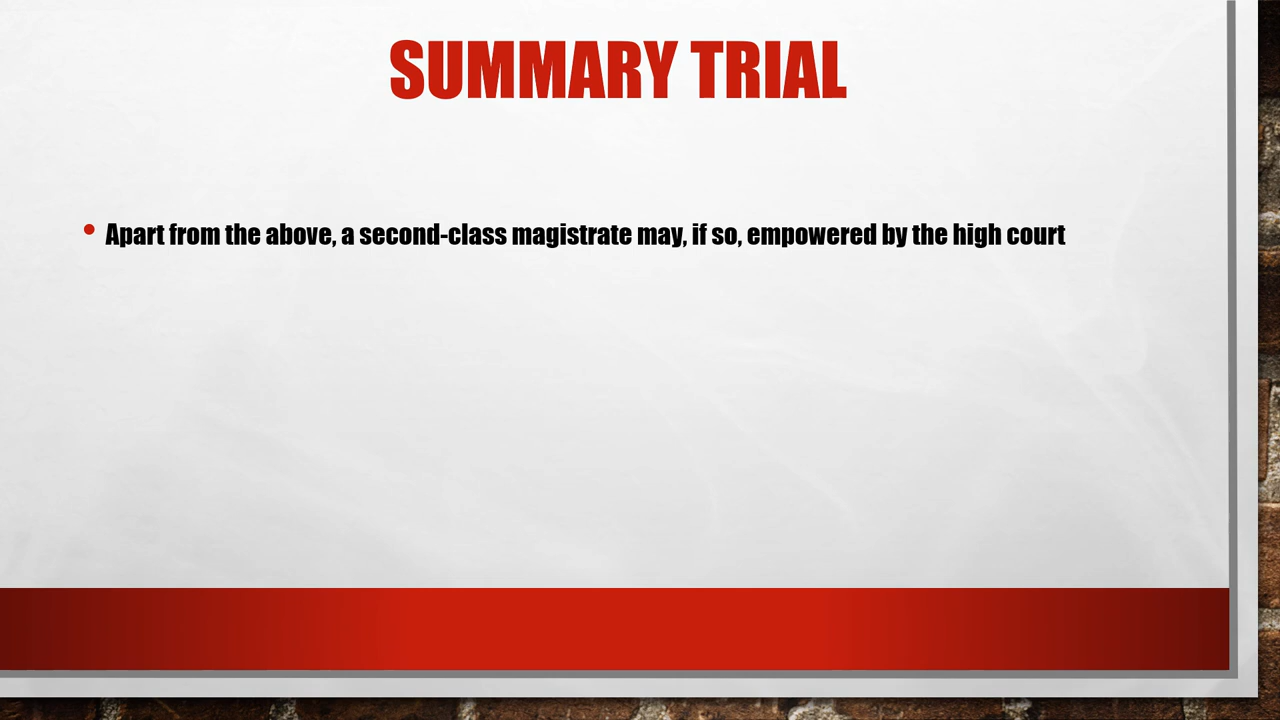 SUMMARY TRIAL
• Apart from the above, a second-class magistrate may, if so, empowered by the high court